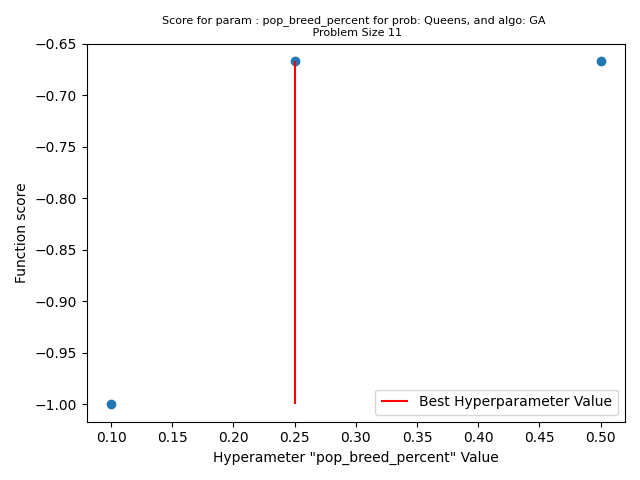 Score for param : pop_breed_percent for prob: Queens, and algo: GA
Problem Size 11
−0.65
−0.70
−0.75
−0.80
−0.85
−0.90
−0.95
−1.00
Function score
Best Hyperparameter Value
0.10 0.15 0.20 0.25 0.30 0.35 0.40 0.45 0.50
Hyperameter "pop_breed_percent" Value